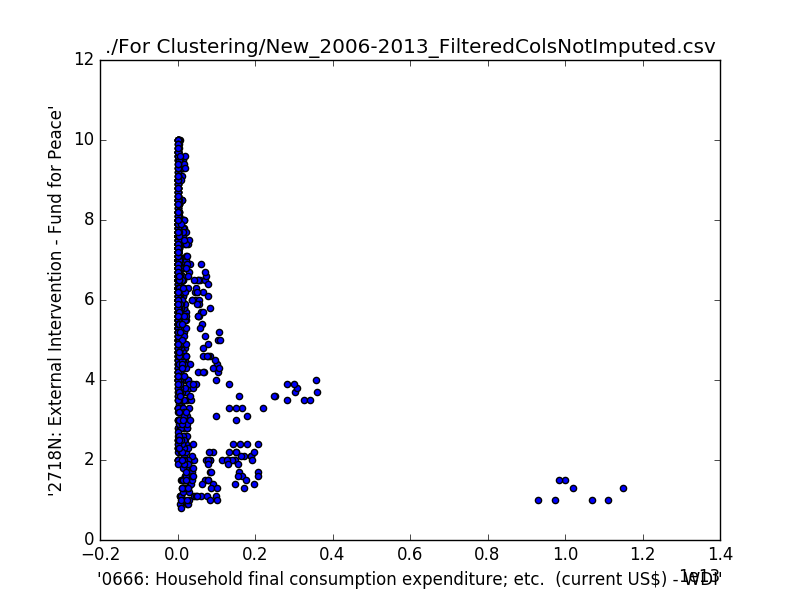 ./For Clustering/New_2006-2013_FilteredColsNotImputed.csv
12
10
8
6
4
2
0
'2718N: External Intervention - Fund for Peace'
−0.2 0.0 0.2 0.4 0.6 0.8 1.0 1.2 1.4
1e13
'0666: Household final consumption expenditure; etc. (current US$) - WDI'